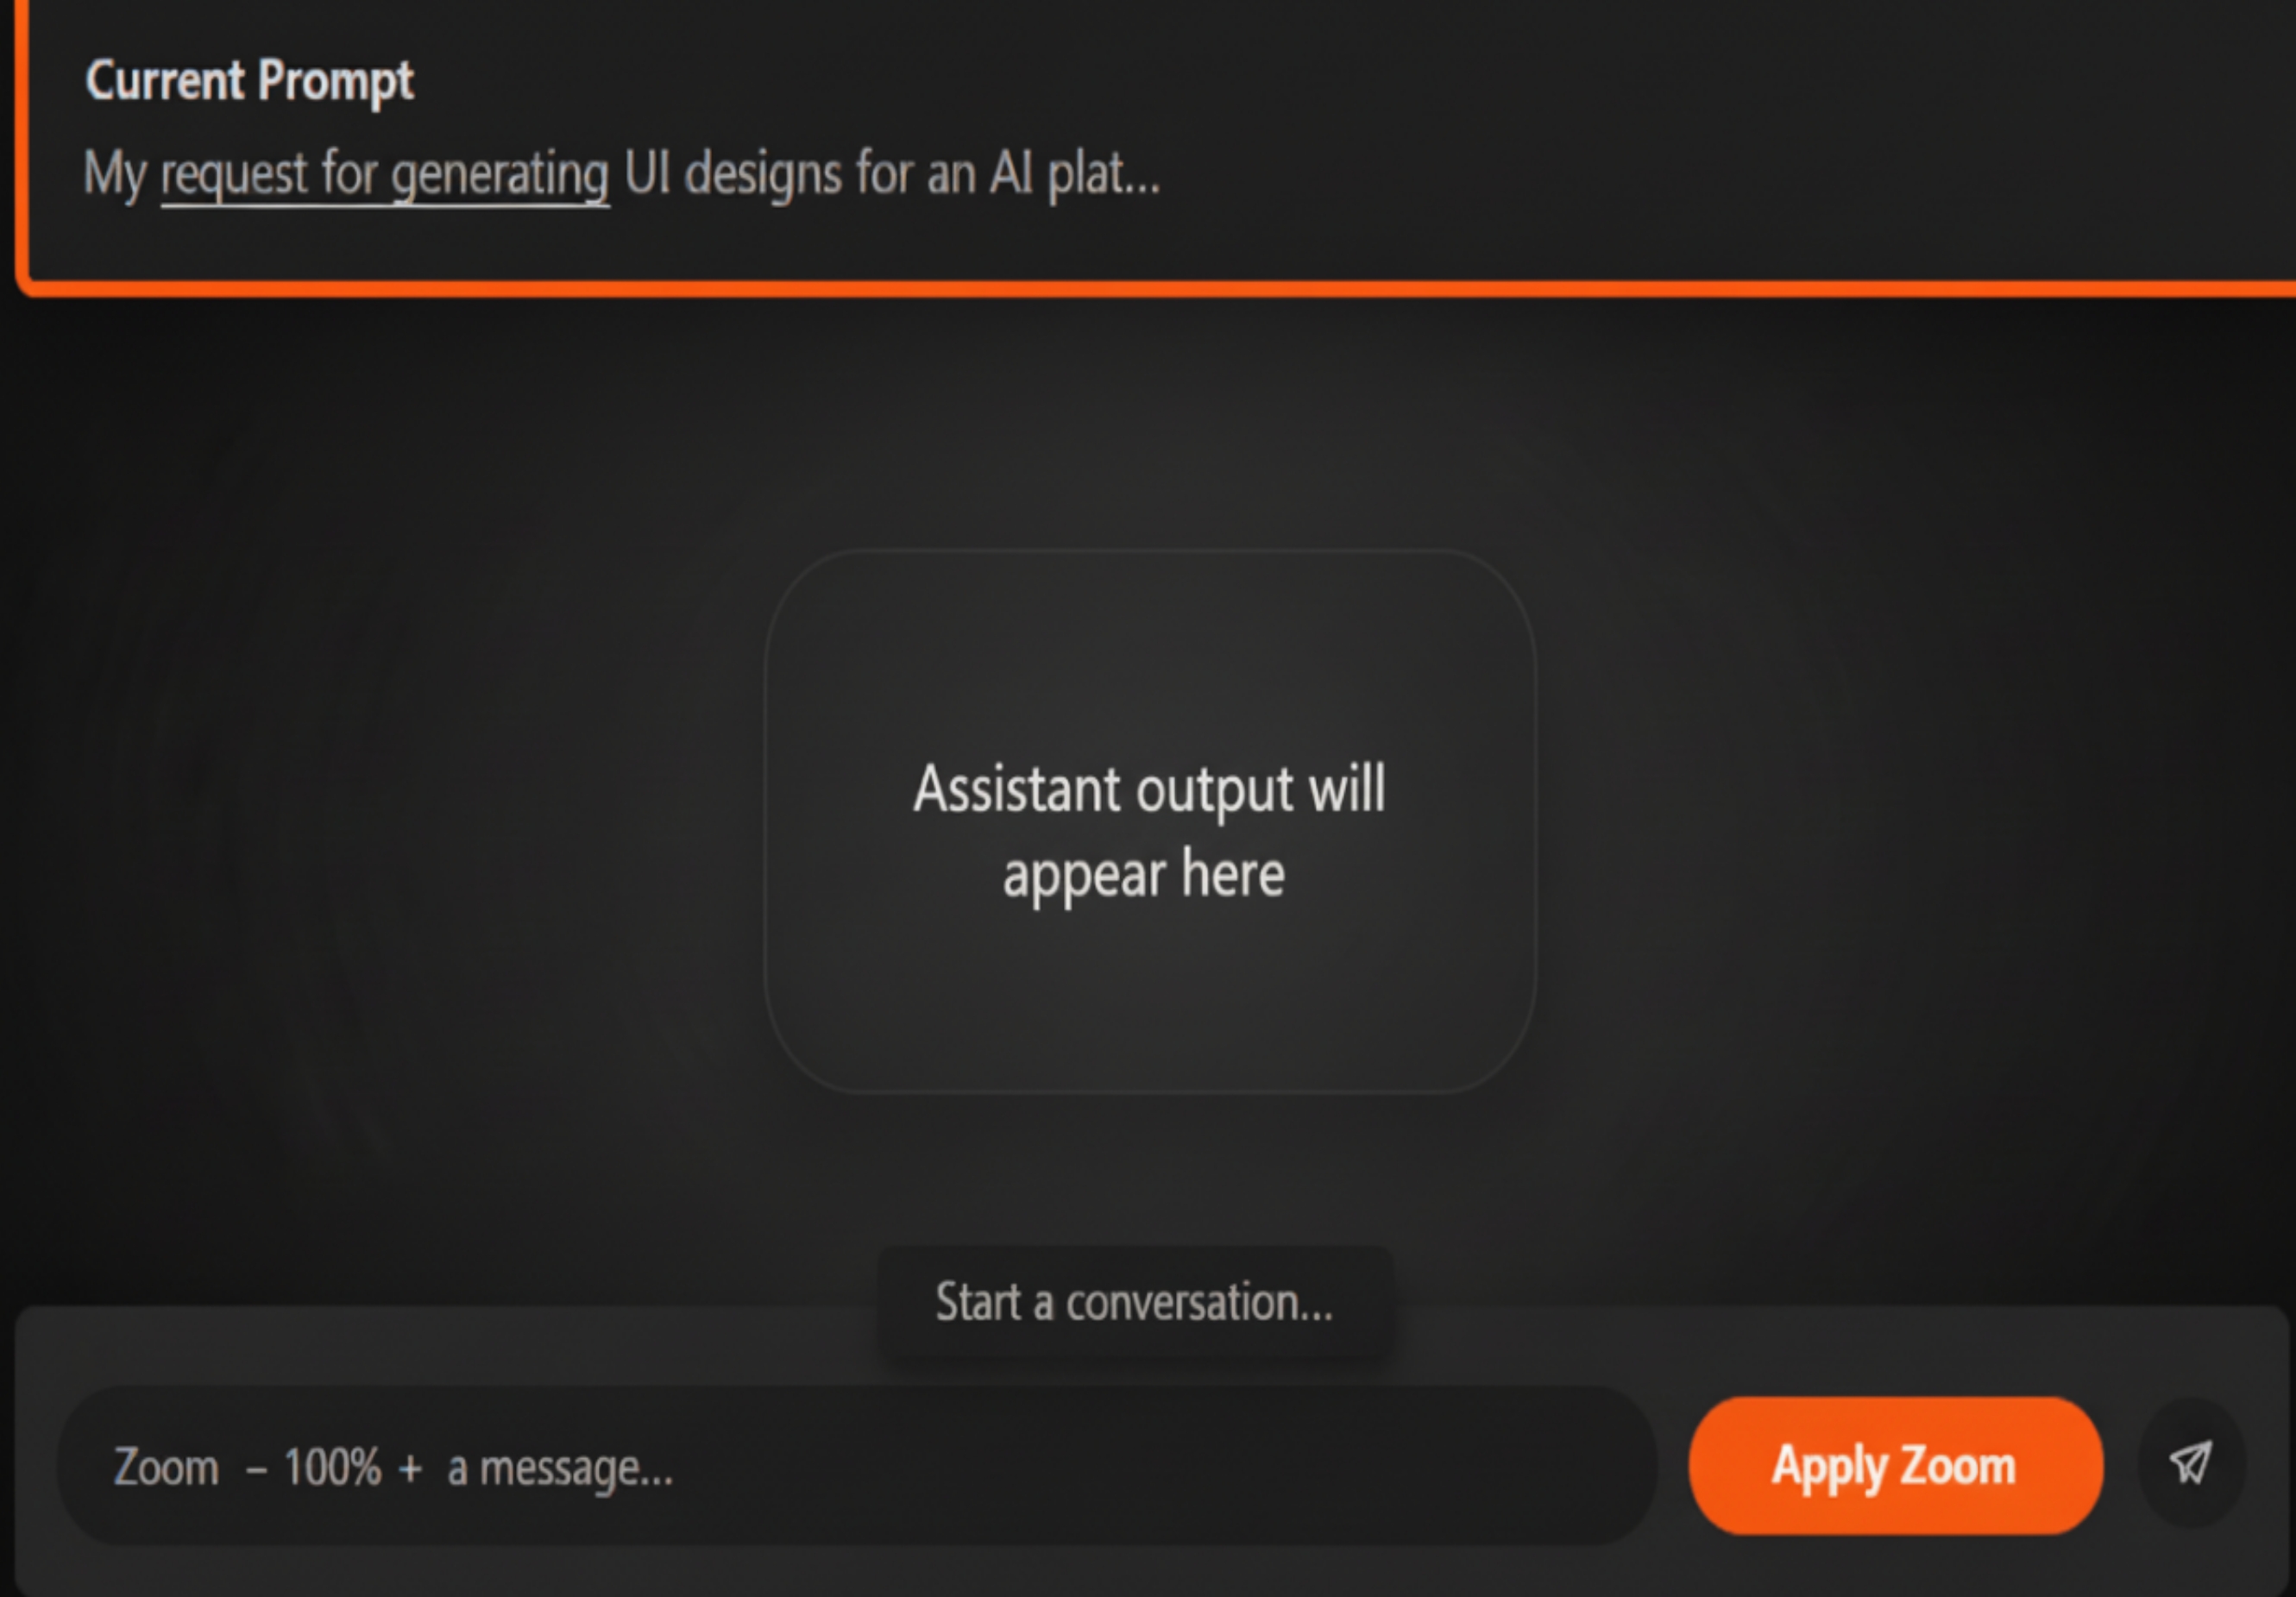 Current Prompt
My request for generating UI designs for an AI plat...
Assistant output will
appear here
Start a conversation...
Zoom – 100% + a message...
Apply Zoom